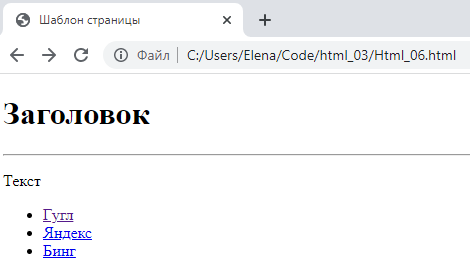 Шаблон страницы
Файл C:/Users/Elena/Code/html_03/Html_06.html
Заголовок
Текст
Гугл
Яндекс
Бинг